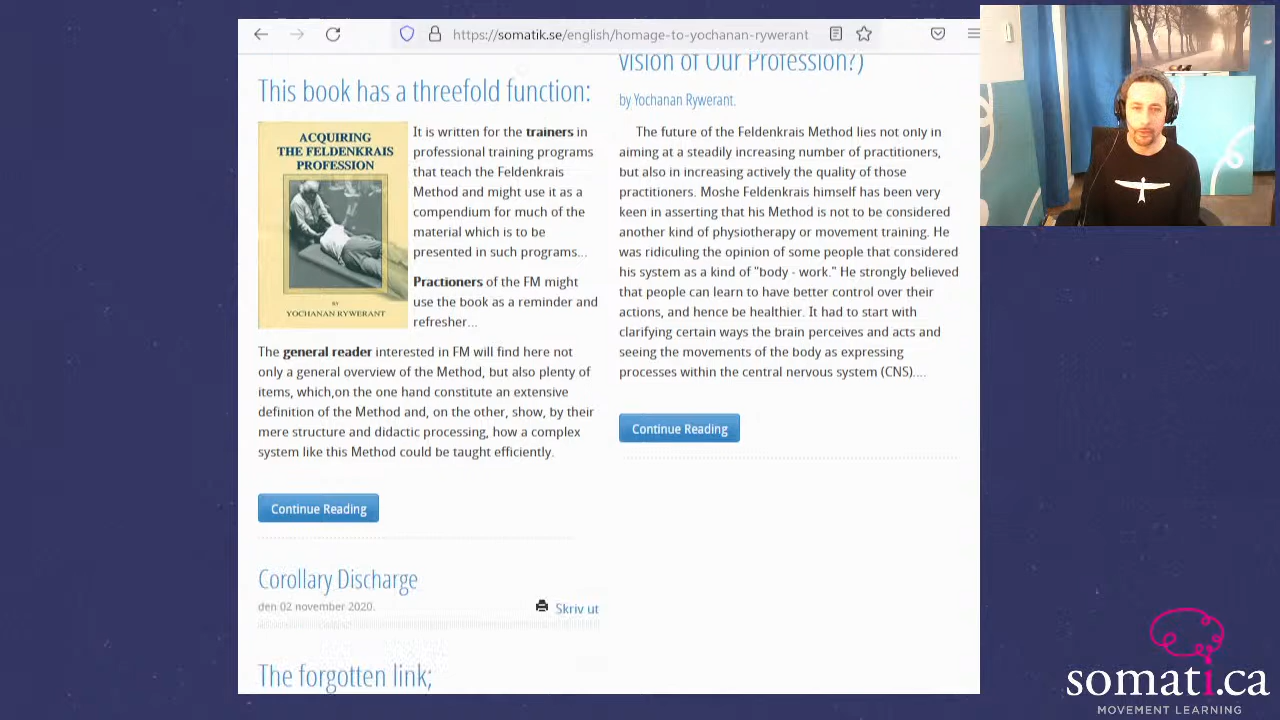 https://somatik.se/english/homage-to-yochanan-rywerant
This book has a threefold function:
ACQUIRING
THE FELDENKRAIS
PROFESSION
BY
YOCHANAN RYWERANT
It is written for the trainers in
professional training programs
that teach the Feldenkrais
Method and might use it as a
compendium for much of the
material which is to be
presented in such programs...
Practioners of the FM might
use the book as a reminder and
refresher...
The general reader interested in FM will find here not
only a general overview of the Method, but also plenty of
items, which,on the one hand constitute an extensive
definition of the Method and, on the other, show, by their
mere structure and didactic processing, how a complex
system like this Method could be taught efficiently.
Continue Reading
Corollary Discharge
den 02 november 2020.
Skriv ut
The forgotten link;
vision of Our Profession?)
by Yochanan Rywerant.
The future of the Feldenkrais Method lies not only in
aiming at a steadily increasing number of practitioners,
but also in increasing actively the quality of those
practitioners. Moshe Feldenkrais himself has been very
keen in asserting that his Method is not to be considered
another kind of physiotherapy or movement training. He
was ridiculing the opinion of some people that considered
his system as a kind of "body - work." He strongly believed
that people can learn to have better control over their
actions, and hence be healthier. It had to start with
clarifying certain ways the brain perceives and acts and
seeing the movements of the body as expressing
processes within the central nervous system (CNS)....
Continue Reading
somati.ca
MOVEMENT LEARNING